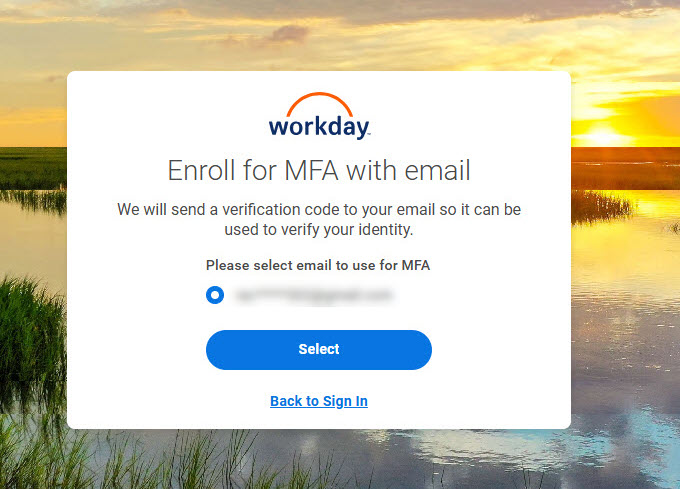 workday
Enroll for MFA with email
We will send a verification code to your email so it can be
used to verify your identity.
Please select email to use for MFA
Select
Back to Sign In